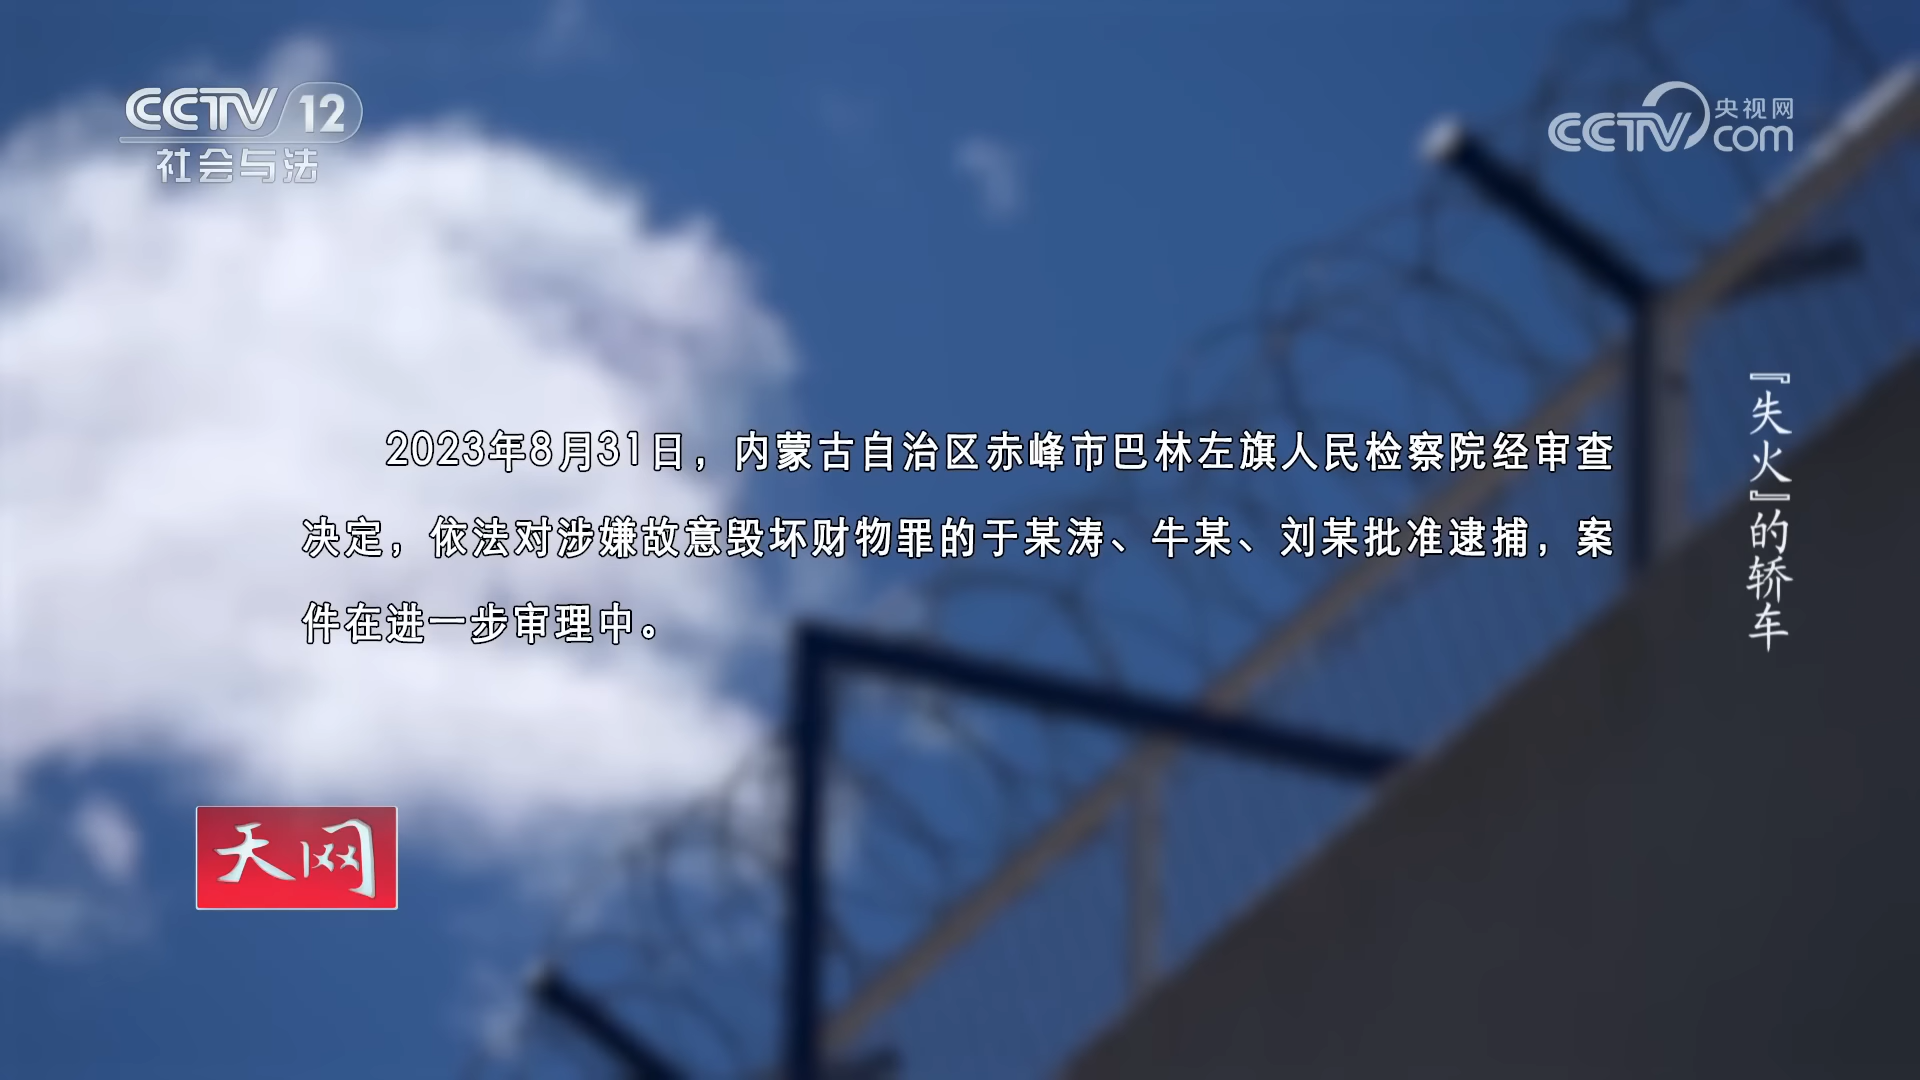 CCTV 12
社会与法
央视网
CCTV com
2023年8月31日，内蒙古自治区赤峰市巴林左旗人民检察院经审查
决定，依法对涉嫌故意毁坏财物罪的于某涛、牛某、刘某批准逮捕，案
件在进一步审理中。
『失火』的轿车
天网